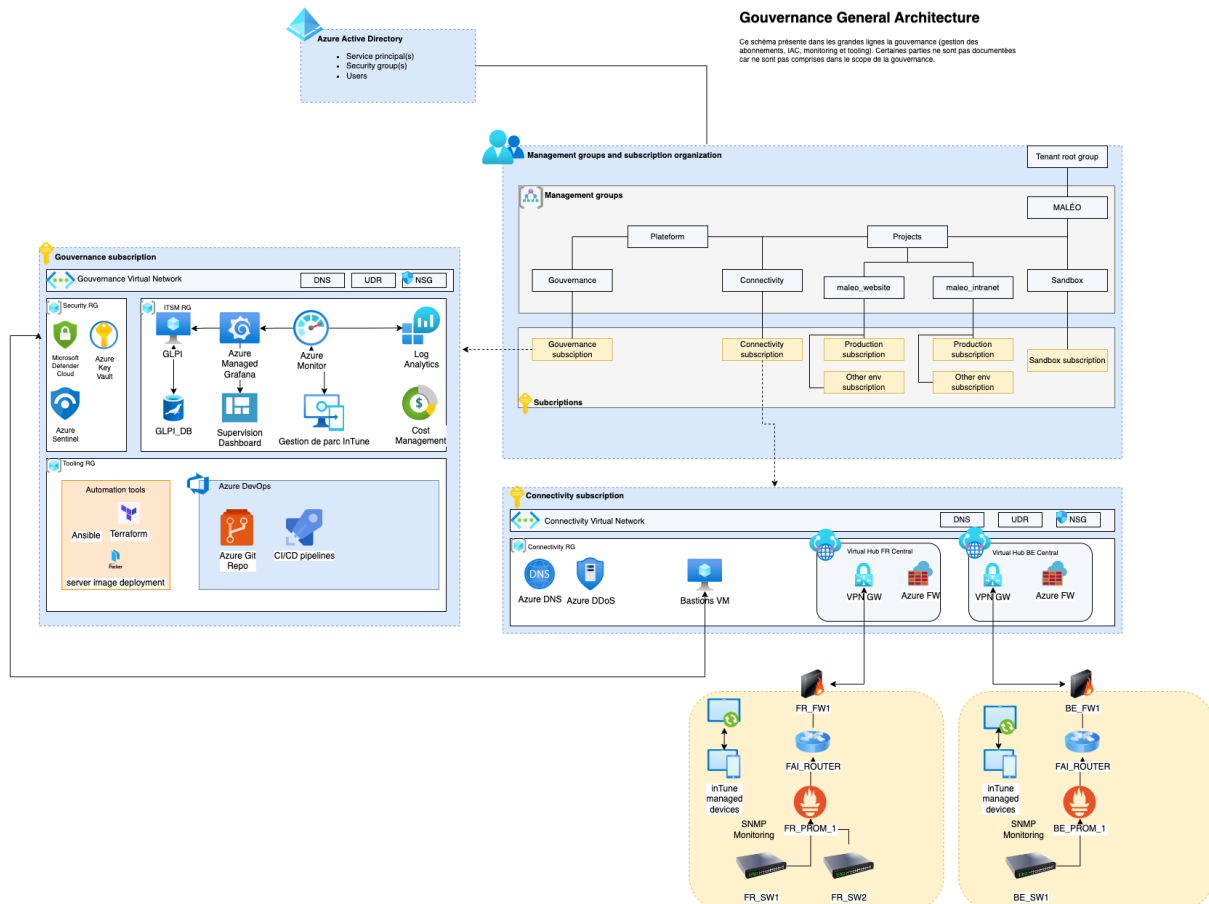 Gouvernance General Architecture
Ce schéma présente dans les grandes lignes la gouvernance (gestion des
abonnements, IAC, monitoring et tooling). Certaines parties ne sont pas documentées
car ne sont pas comprises dans le scope de la gouvernance.
Azure Active Directory
Service principal(s)
Security group(s)
Users
Management groups and subscription organization
Tenant root group
Management groups
MALÉO
Plateform
Projects
Gouvernance
Connectivity
maleo_website
maleo_intranet
Sandbox
Gouvernance
subsciption
Connectivity
subscription
Production
subscription
Production
subscription
Sandbox subscription
Other env
subscription
Other env
subscription
Subcriptions
Gouvernance subscription
Gouvernance Virtual Network
DNS
UDR
NSG
Security RG
Microsoft
Defender
Cloud
Azure
Key
Vault
Azure
Sentinel
ITSM RG
GLPI
Azure
Managed
Grafana
Azure
Monitor
Log
Analytics
GLPI_DB
Supervision
Dashboard
Gestion de parc InTune
Cost
Management
Tooling RG
Automation tools
Ansible
Terraform
Packer
server image deployment
Azure DevOps
Azure Git
Repo
CI/CD pipelines
Connectivity subscription
Connectivity Virtual Network
DNS
UDR
NSG
Connectivity RG
DNS
Azure DNS
Azure DDoS
Bastions VM
Virtual Hub FR Central
VPN GW
Azure FW
Virtual Hub BE Central
VPN GW
Azure FW
FR_FW1
FAI_ROUTER
inTune
managed
devices
SNMP
Monitoring
FR_PROM_1
FR_SW1
FR_SW2
BE_FW1
FAI_ROUTER
inTune
managed
devices
SNMP
Monitoring
BE_PROM_1
BE_SW1